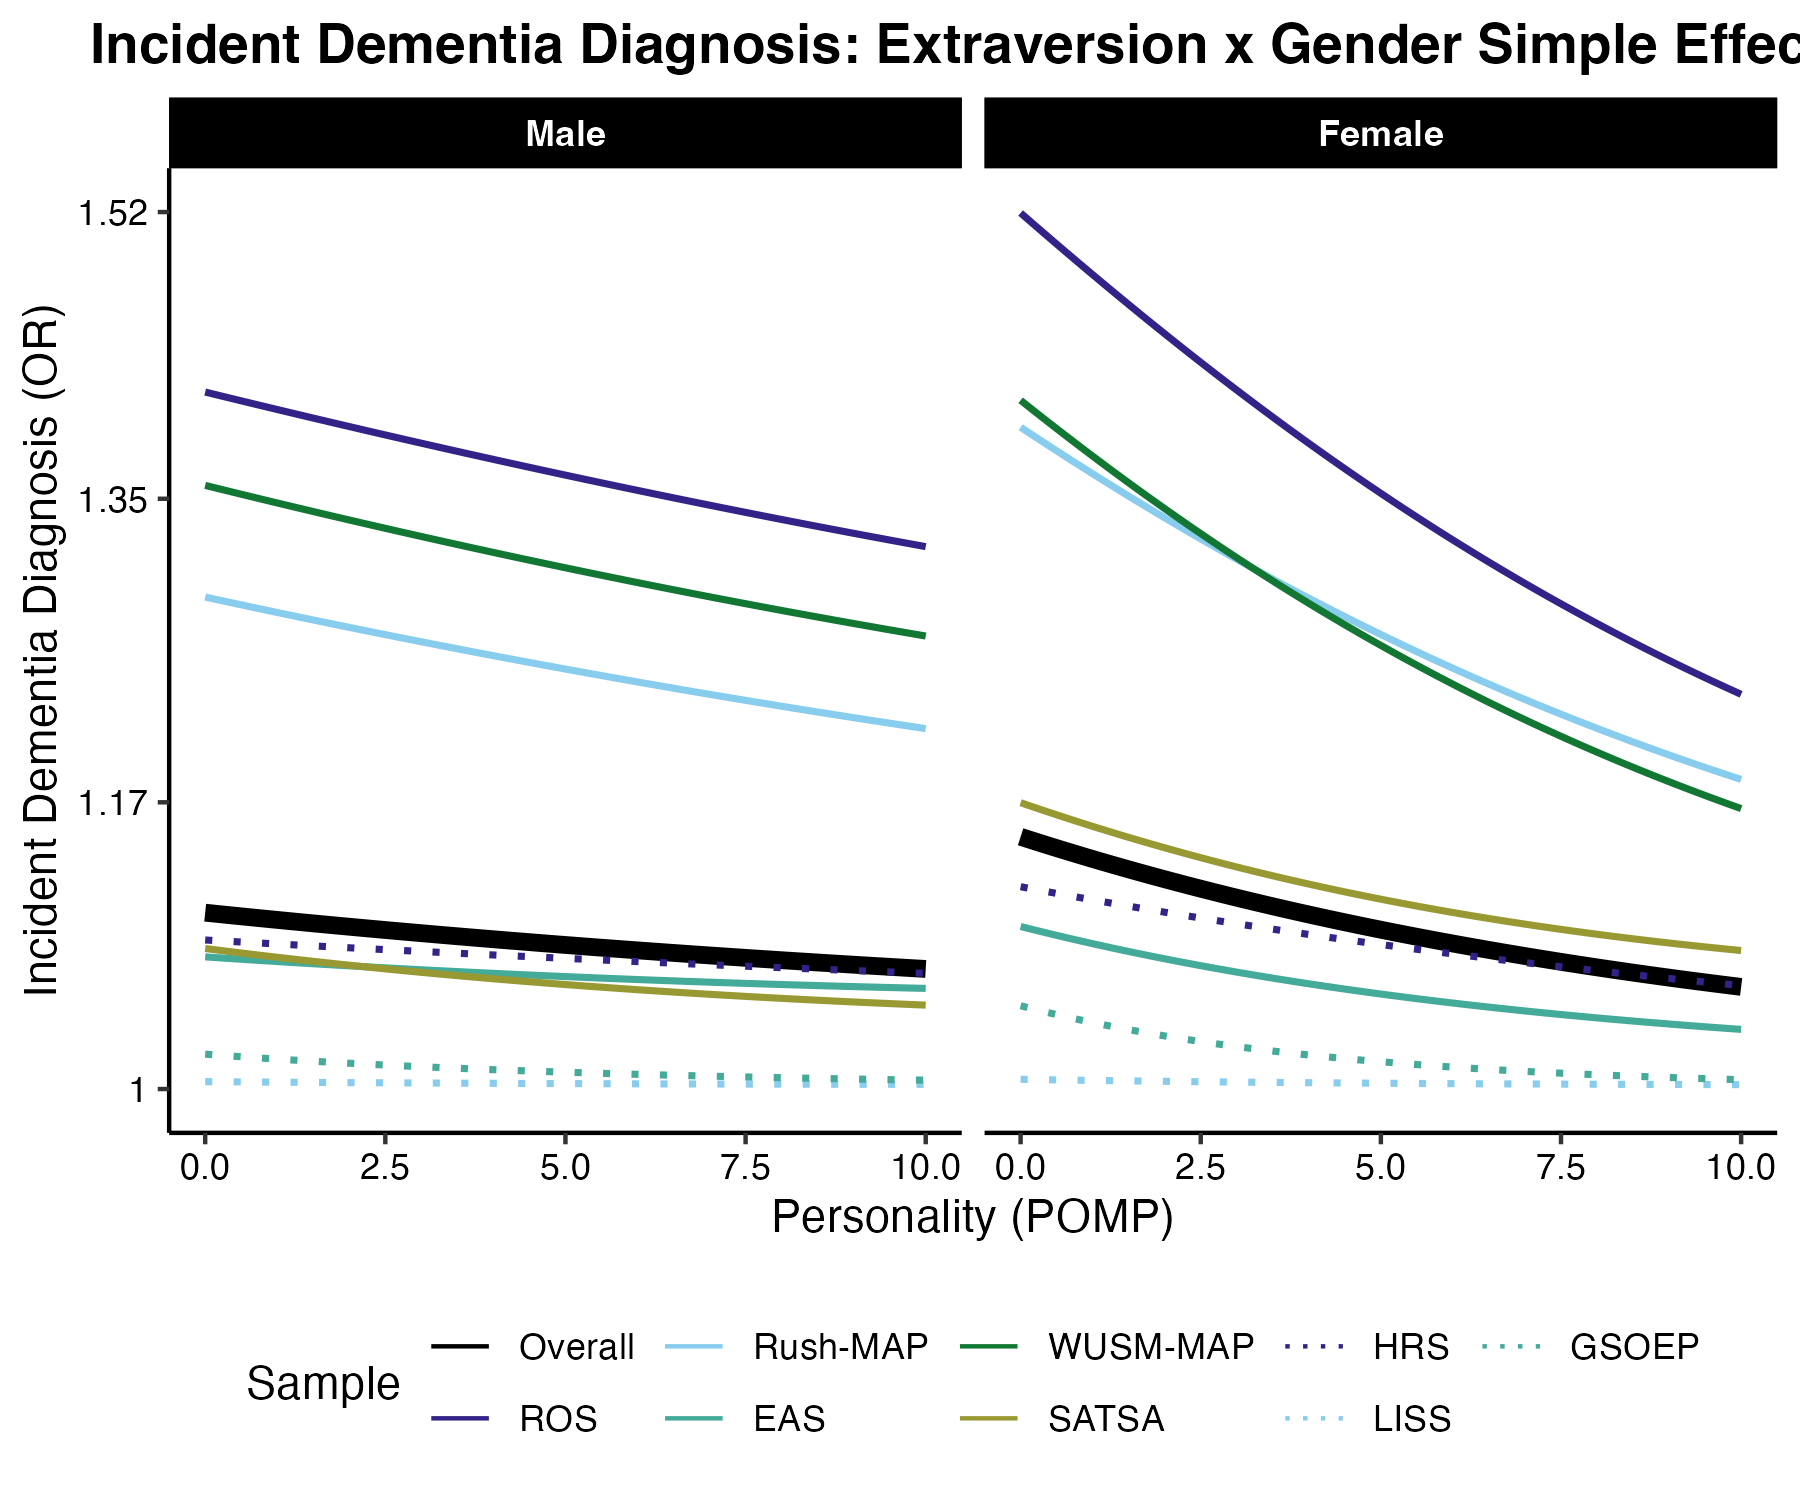 Incident Dementia Diagnosis: Extraversion x Gender Simple Effec
Male
Female
Incident Dementia Diagnosis (OR)
1.52
1.35
1.17
1
0.0 2.5 5.0 7.5 10.0
0.0 2.5 5.0 7.5 10.0
Personality (POMP)
Sample
Overall Rush-MAP WUSM-MAP HRS GSOEP
ROS EAS SATSA LISS